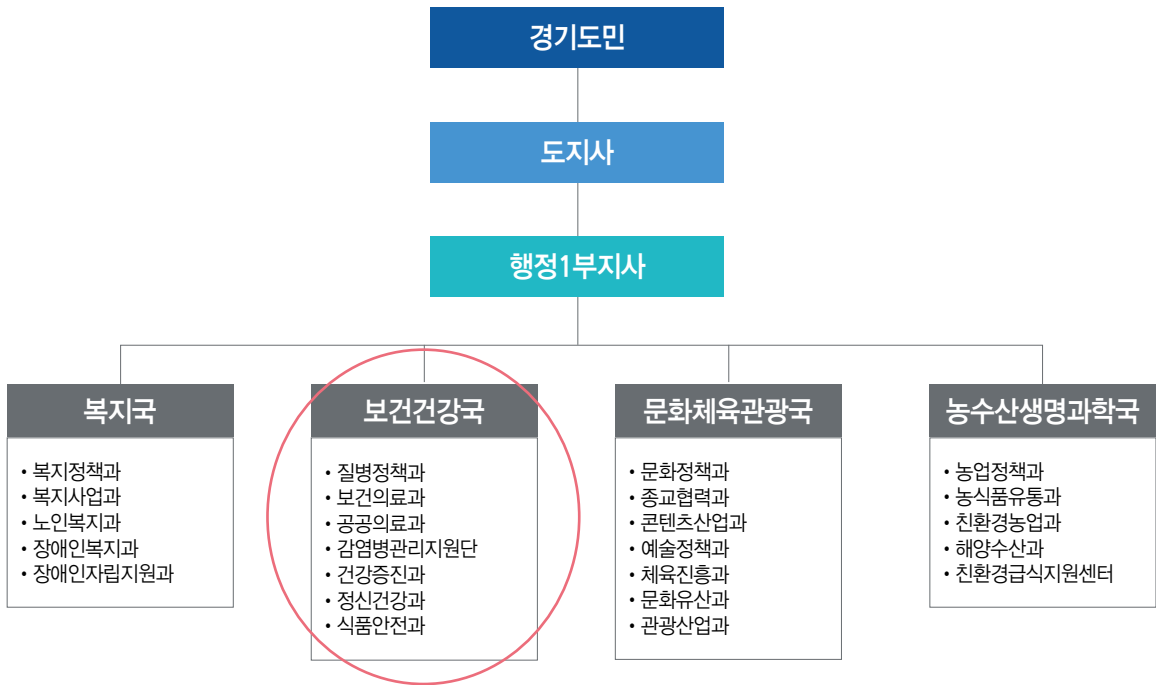 경기도민
도지사
행정1부지사
복지국
• 복지정책과
• 복지사업과
• 노인복지과
• 장애인복지과
• 장애인자립지원과
보건건강국
• 질병정책과
• 보건의료과
• 공공의료과
• 감염병관리지원단
• 건강증진과
• 정신건강과
• 식품안전과
문화체육관광국
• 문화정책과
• 종교협력과
• 콘텐츠산업과
• 예술정책과
• 체육진흥과
• 문화유산과
• 관광산업과
농수산생명과학국
• 농업정책과
• 농식품유통과
• 친환경농업과
• 해양수산과
• 친환경급식지원센터